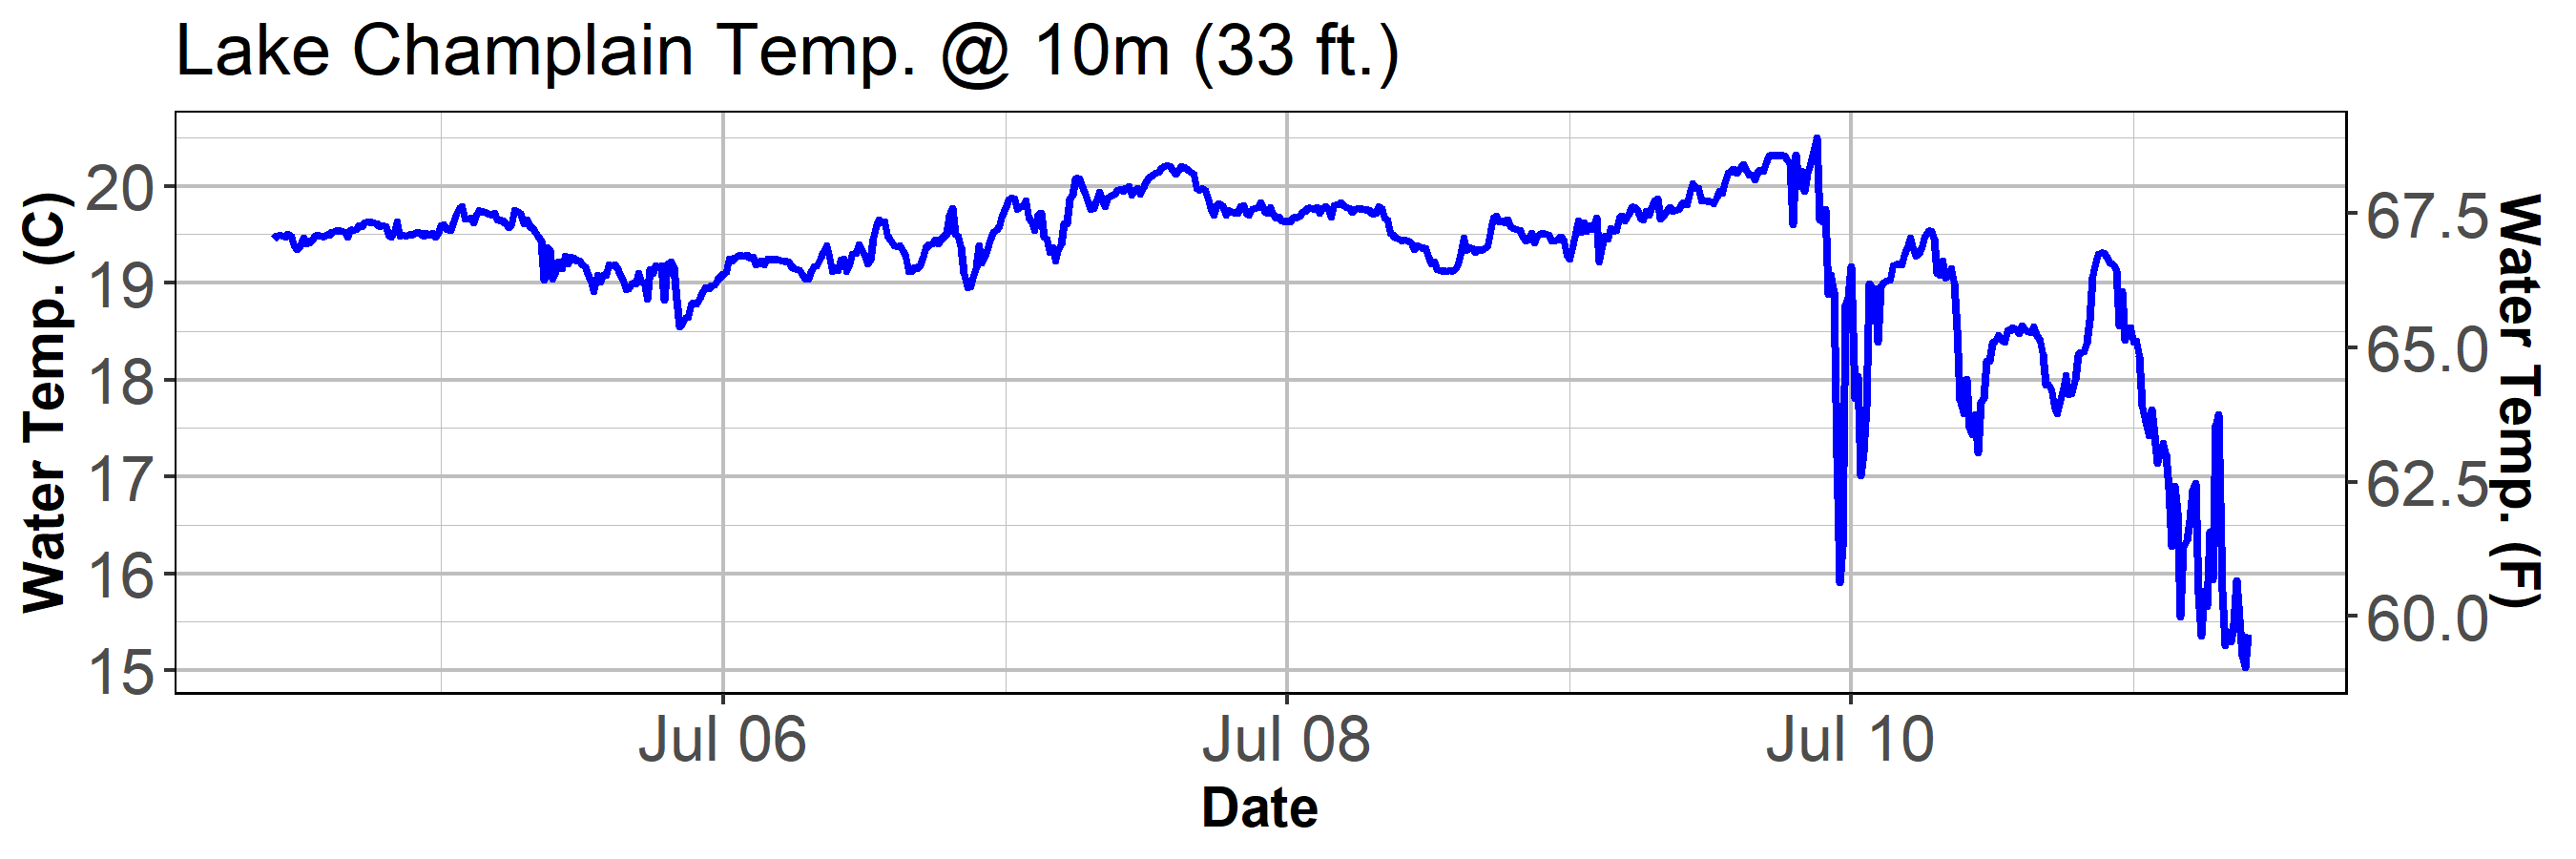 Lake Champlain Temp. @ 10m (33 ft.)
Water Temp. (C)
20
19
18
17
16
15
67.5
65.0
62.5
60.0
Water Temp. (F)
Jul 06
Jul 08
Jul 10
Date